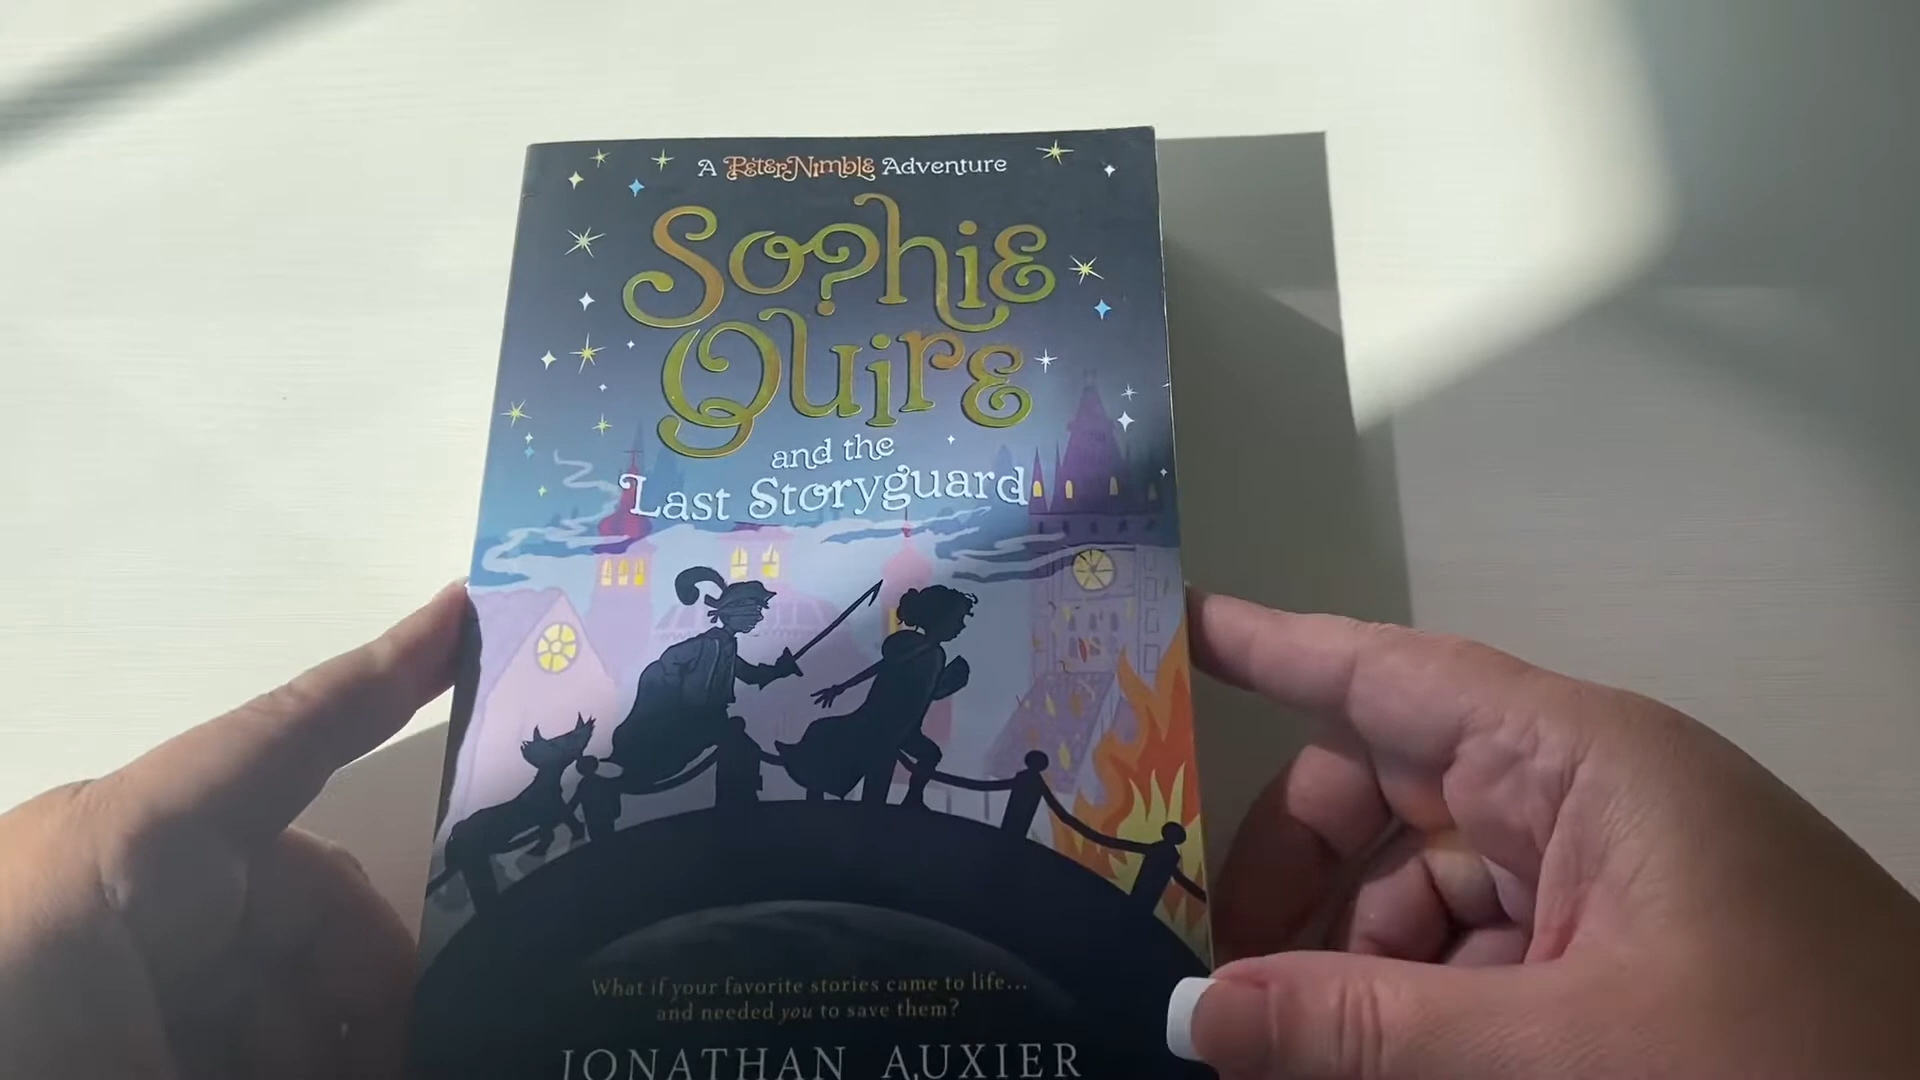 A Peter Nimble Adventure
Sophie
Quire
and the
Last Storyguard
What if your favorite stories came to life...
and needed you to save them?
JONATHAN AUXIER